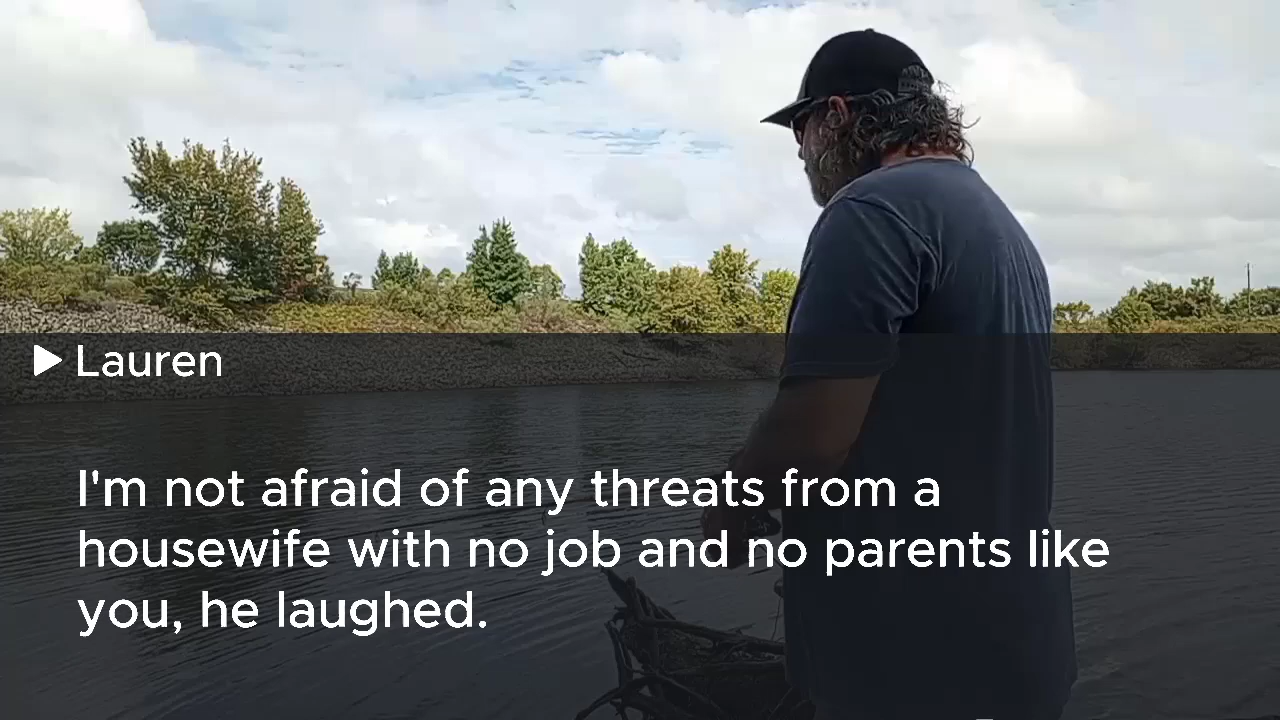 ▶ Lauren
I'm not afraid of any threats from a
housewife with no job and no parents like
you, he laughed.